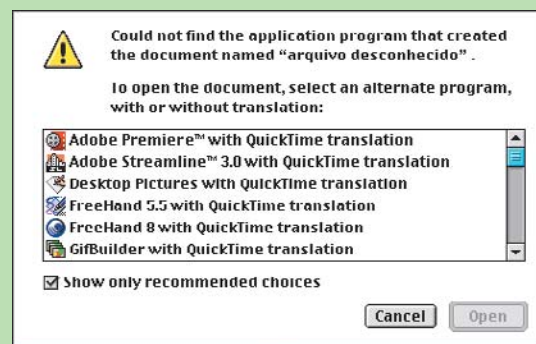 Could not find the application program that created
the document named “arquivo desconhecido” .
To open the document, select an alternate program,
with or without translation:
Adobe Premiere™ with QuickTime translation
Adobe Streamline™ 3.0 with QuickTime translation
Desktop Pictures with QuickTime translation
FreeHand 5.5 with QuickTime translation
FreeHand 8 with QuickTime translation
GifBuilder with QuickTime translation
Show only recommended choices
Cancel Open